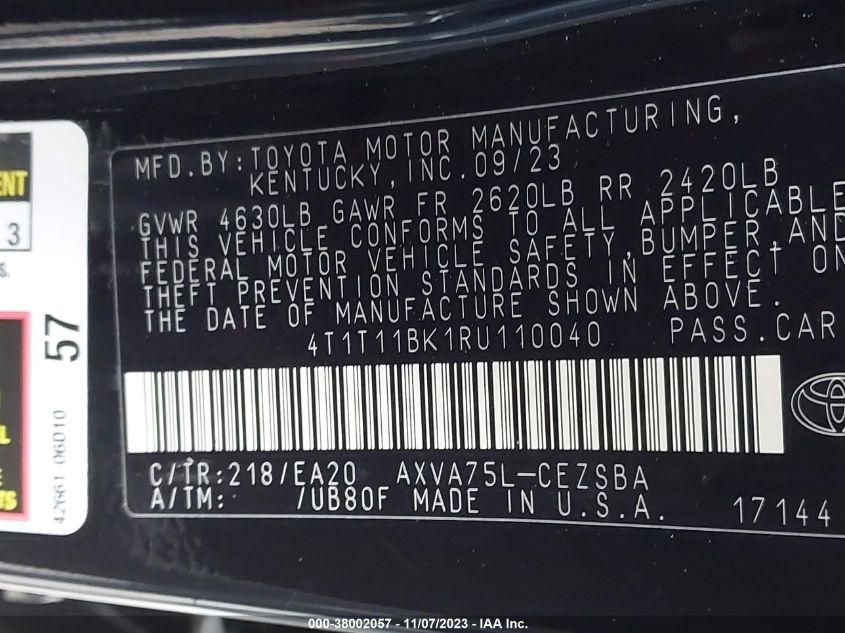 MFD.BY:TOYOTA MOTOR MANUFACTURING,
KENTUCKY,INC.09/23
GVWR 4630LB GAWR FR 2620LB RR 2420LB
THIS VEHICLE CONFORMS TO ALL APPLICABLE
FEDERAL MOTOR VEHICLE SAFETY,BUMPER,AND
THEFT PREVENTION STANDARDS IN EFFECT ON
THE DATE OF MANUFACTURE SHOWN ABOVE.
4T1T11BK1RU110040 PASS.CAR
C/TR:218/EA20 AXVA75L-CEZSBA
A/TM: /UB80F MADE IN U.S.A.
17144
3
57
42661-06D10
000-38002057 - 11/07/2023 - IAA Inc.